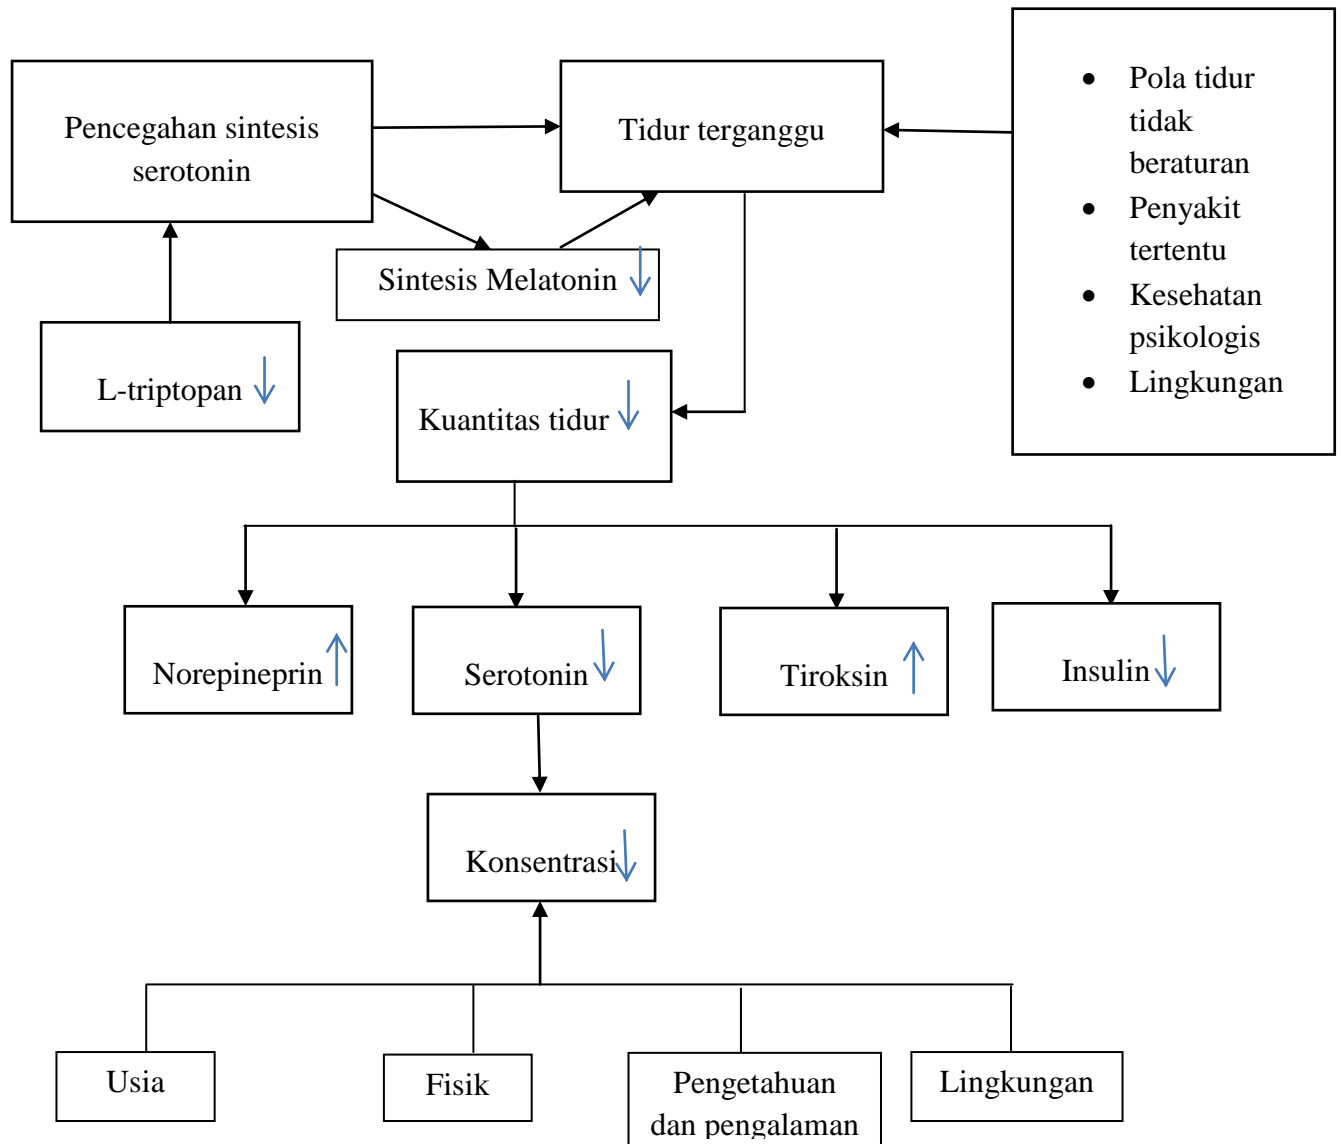 Pencegahan sintesis
serotonin
Tidur terganggu
• Pola tidur
tidak
beraturan
• Penyakit
tertentu
• Kesehatan
psikologis
• Lingkungan
Sintesis Melatonin ↓
L-triptopan ↓
Kuantitas tidur ↓
Norepineprin ↑
Serotonin ↓
Tiroksin ↑
Insulin ↓
Konsentrasi ↓
Usia
Fisik
Pengetahuan
dan pengalaman
Lingkungan